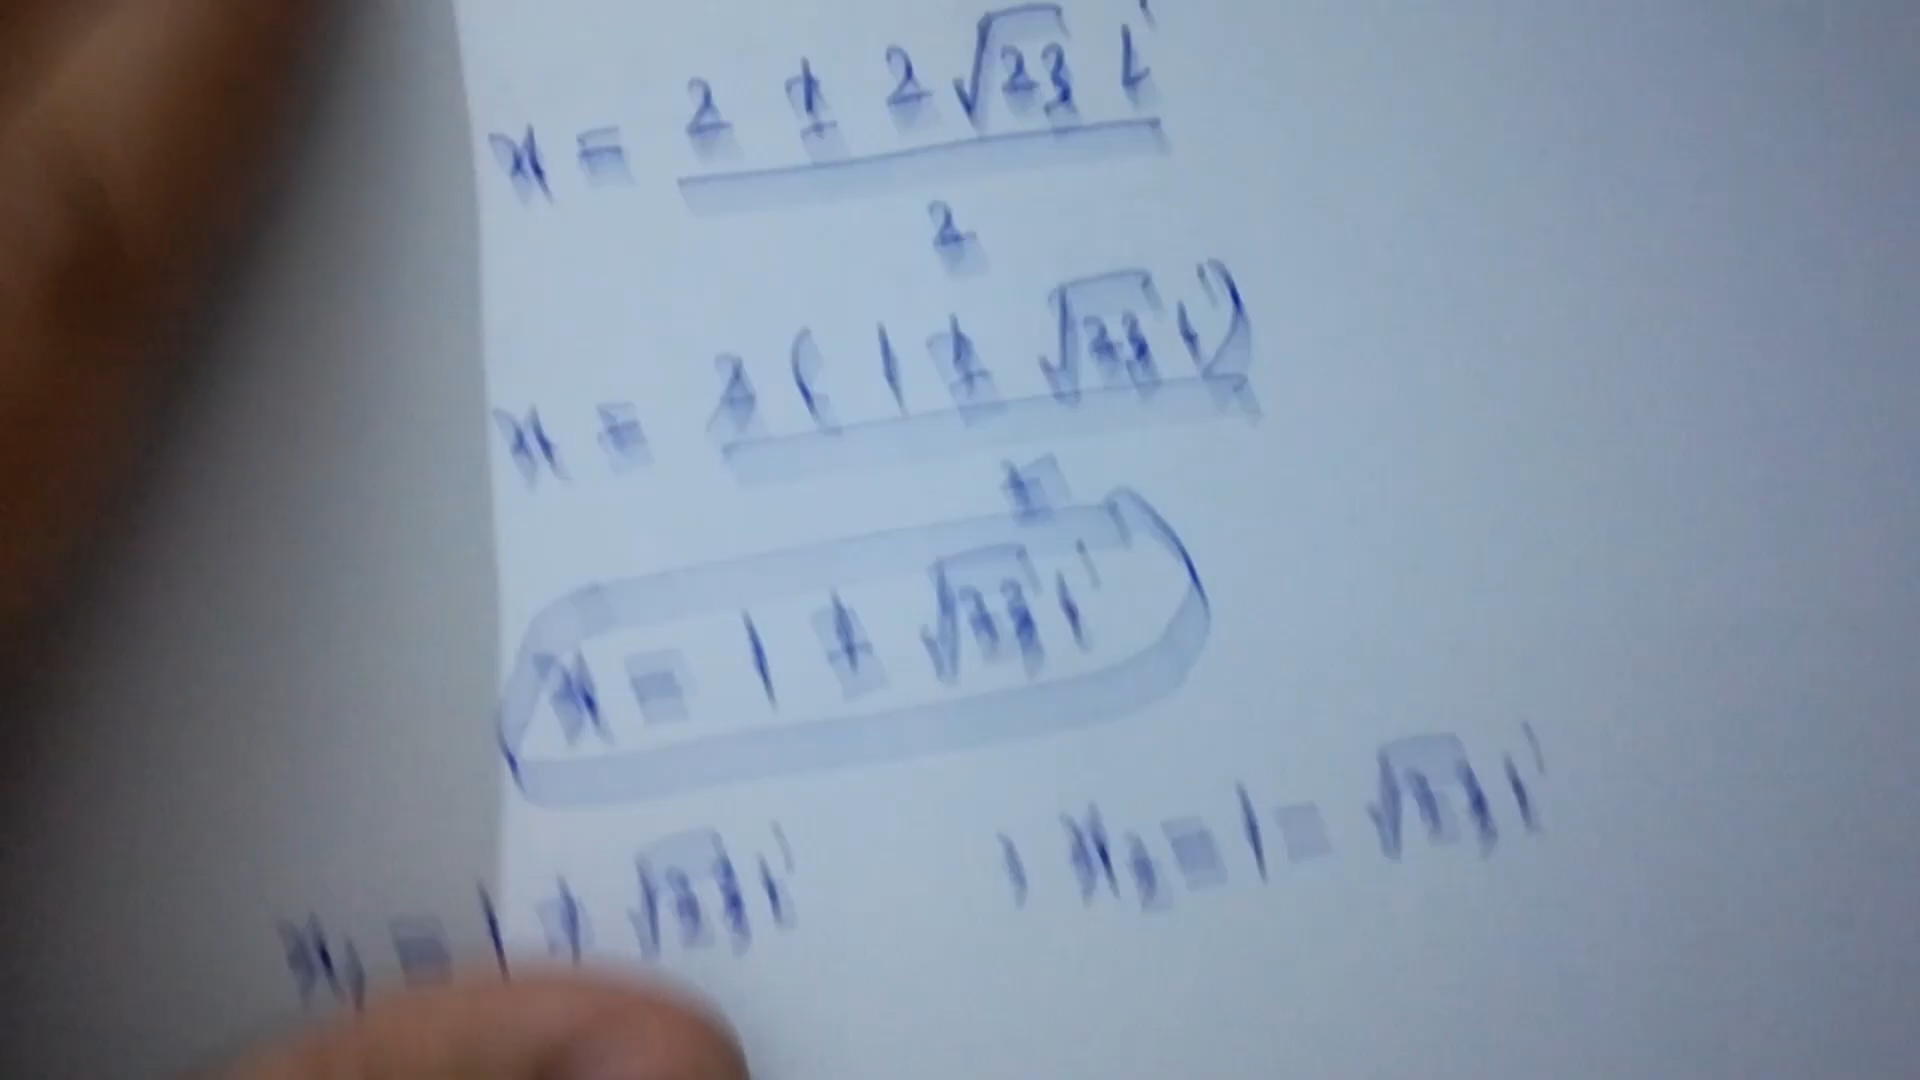 x = 2 ± 2√23 i
2
x = 2 ( 1 ± √23 i )
2
x = 1 ± √23 i
x₁ = 1 + √23 i , x₂ = 1 - √23 i